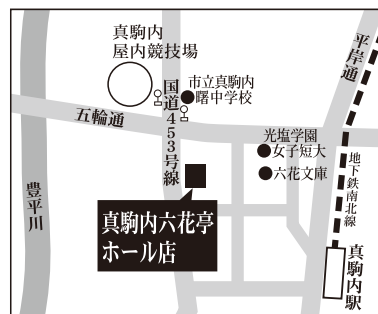 真駒内
屋内競技場
国道453号線
市立真駒内
曙中学校
平岸通
五輪通
光塩学園
女子短大
六花文庫
地下鉄南北線
豊平川
真駒内六花亭
ホール店
真駒内駅